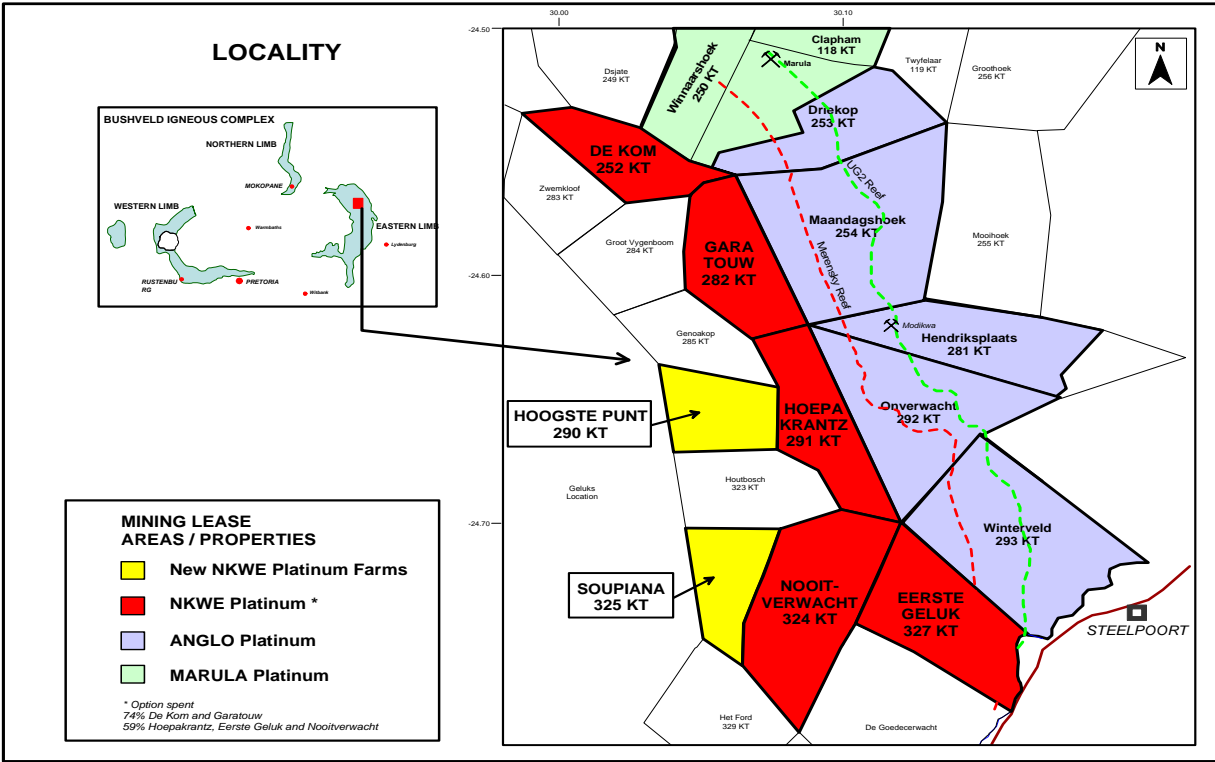 LOCALITY
BUSHVELD IGNEOUS COMPLEX
NORTHERN LIMB
MOKOPANE
WESTERN LIMB
Warmbaths
EASTERN LIMB
Lydenburg
RUSTENBU
RG
PRETORIA
Witbank
30.00
30.10
-24.50
-24.60
-24.70
N
Dsjate
249 KT
Winnaarshoek
250 KT
Clapham
118 KT
Marula
Twyfelaar
119 KT
Groothoek
256 KT
Driekop
253 KT
DE KOM
252 KT
Zwemkloof
283 KT
UG2 Reef
Groot Vygenboom
284 KT
GARA
TOUW
282 KT
Maandagshoek
254 KT
Mooihoek
255 KT
Merensky Reef
Genoakop
285 KT
Modikwa
Hendriksplaats
281 KT
HOOGSTE PUNT
290 KT
HOEPA
KRANTZ
291 KT
Onverwacht
292 KT
Geluks
Location
Houtbosch
323 KT
Winterveld
293 KT
SOUPIANA
325 KT
NOOIT-
VERWACHT
324 KT
EERSTE
GELUK
327 KT
STEELPOORT
Het Ford
329 KT
De Goedecerwacht
MINING LEASE
AREAS / PROPERTIES
New NKWE Platinum Farms
NKWE Platinum *
ANGLO Platinum
MARULA Platinum
* Option spent
74% De Kom and Garatouw
59% Hoepakrantz, Eerste Geluk and Nooitverwacht